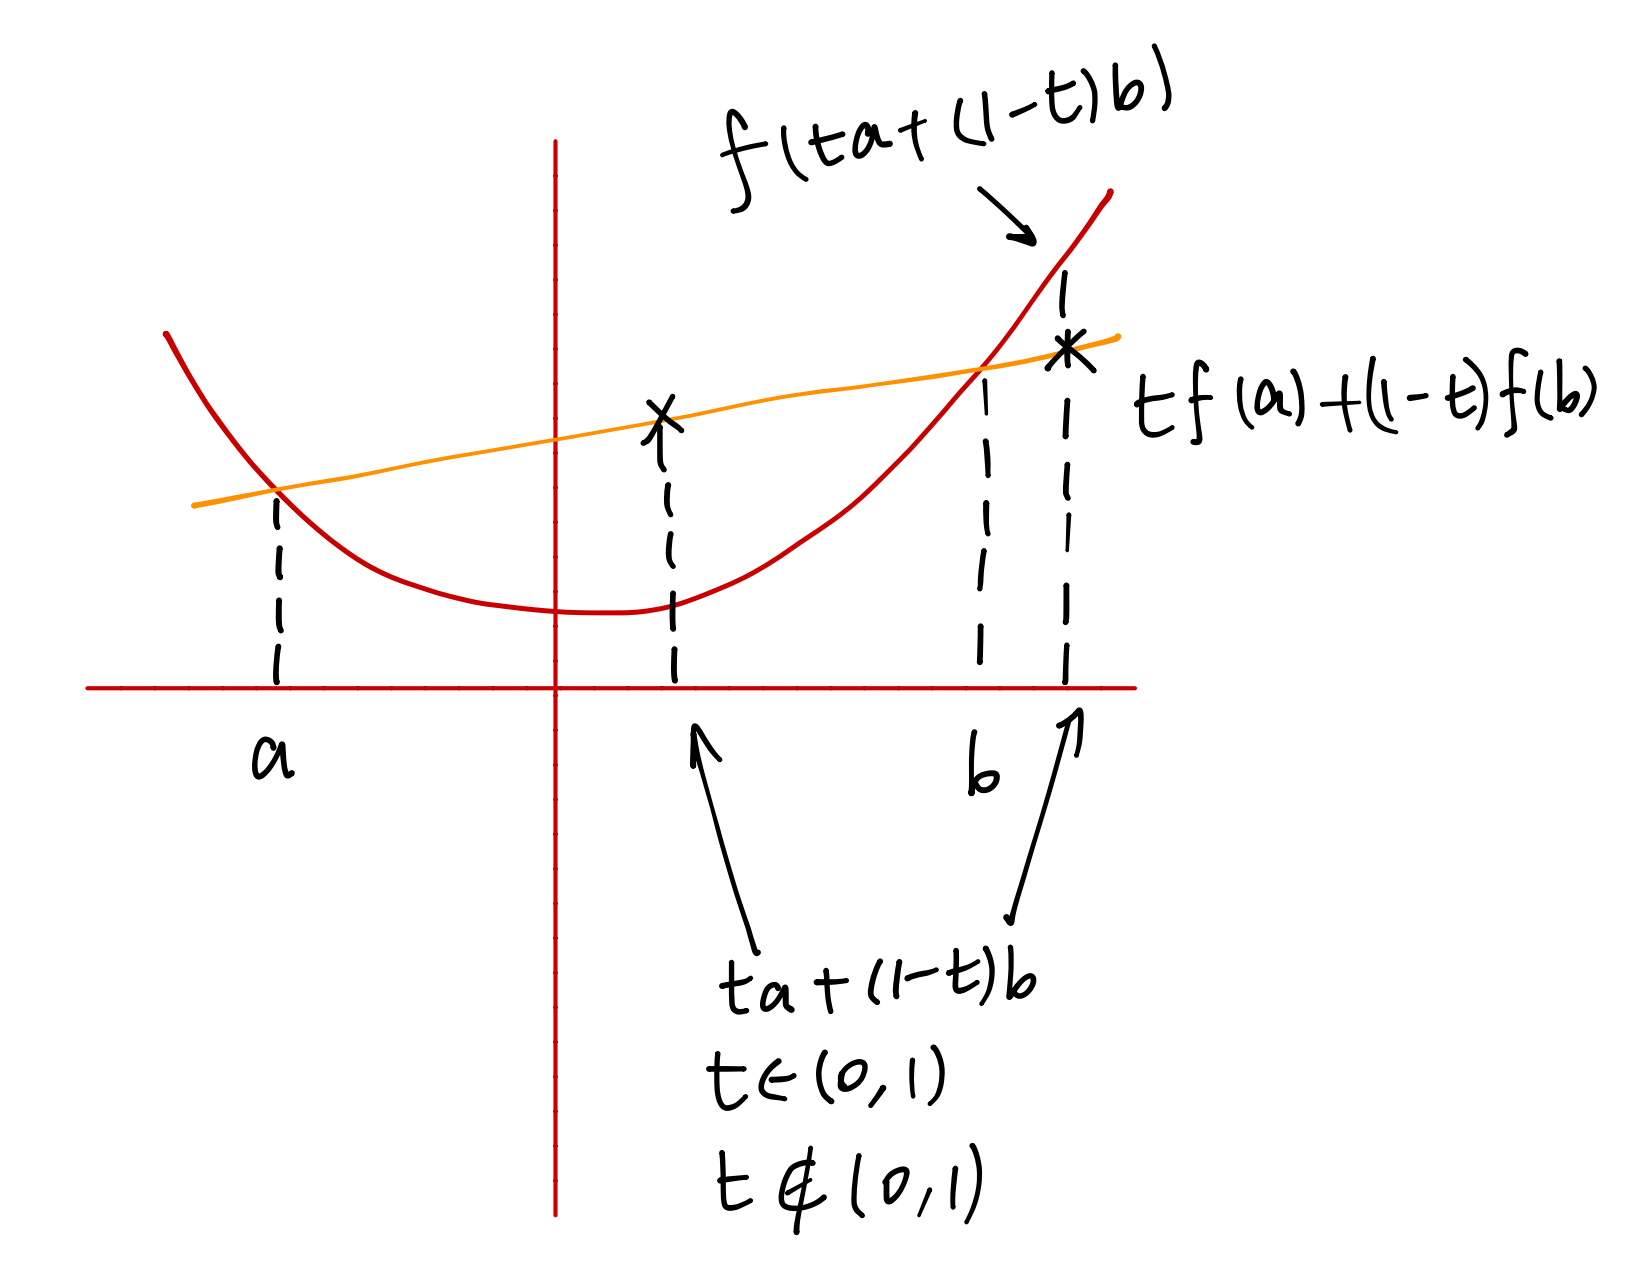 f(ta+(1-t)b)
tf(a)+(1-t)f(b)
a
b
ta+(1-t)b
t∈(0,1)
t∉(0,1)